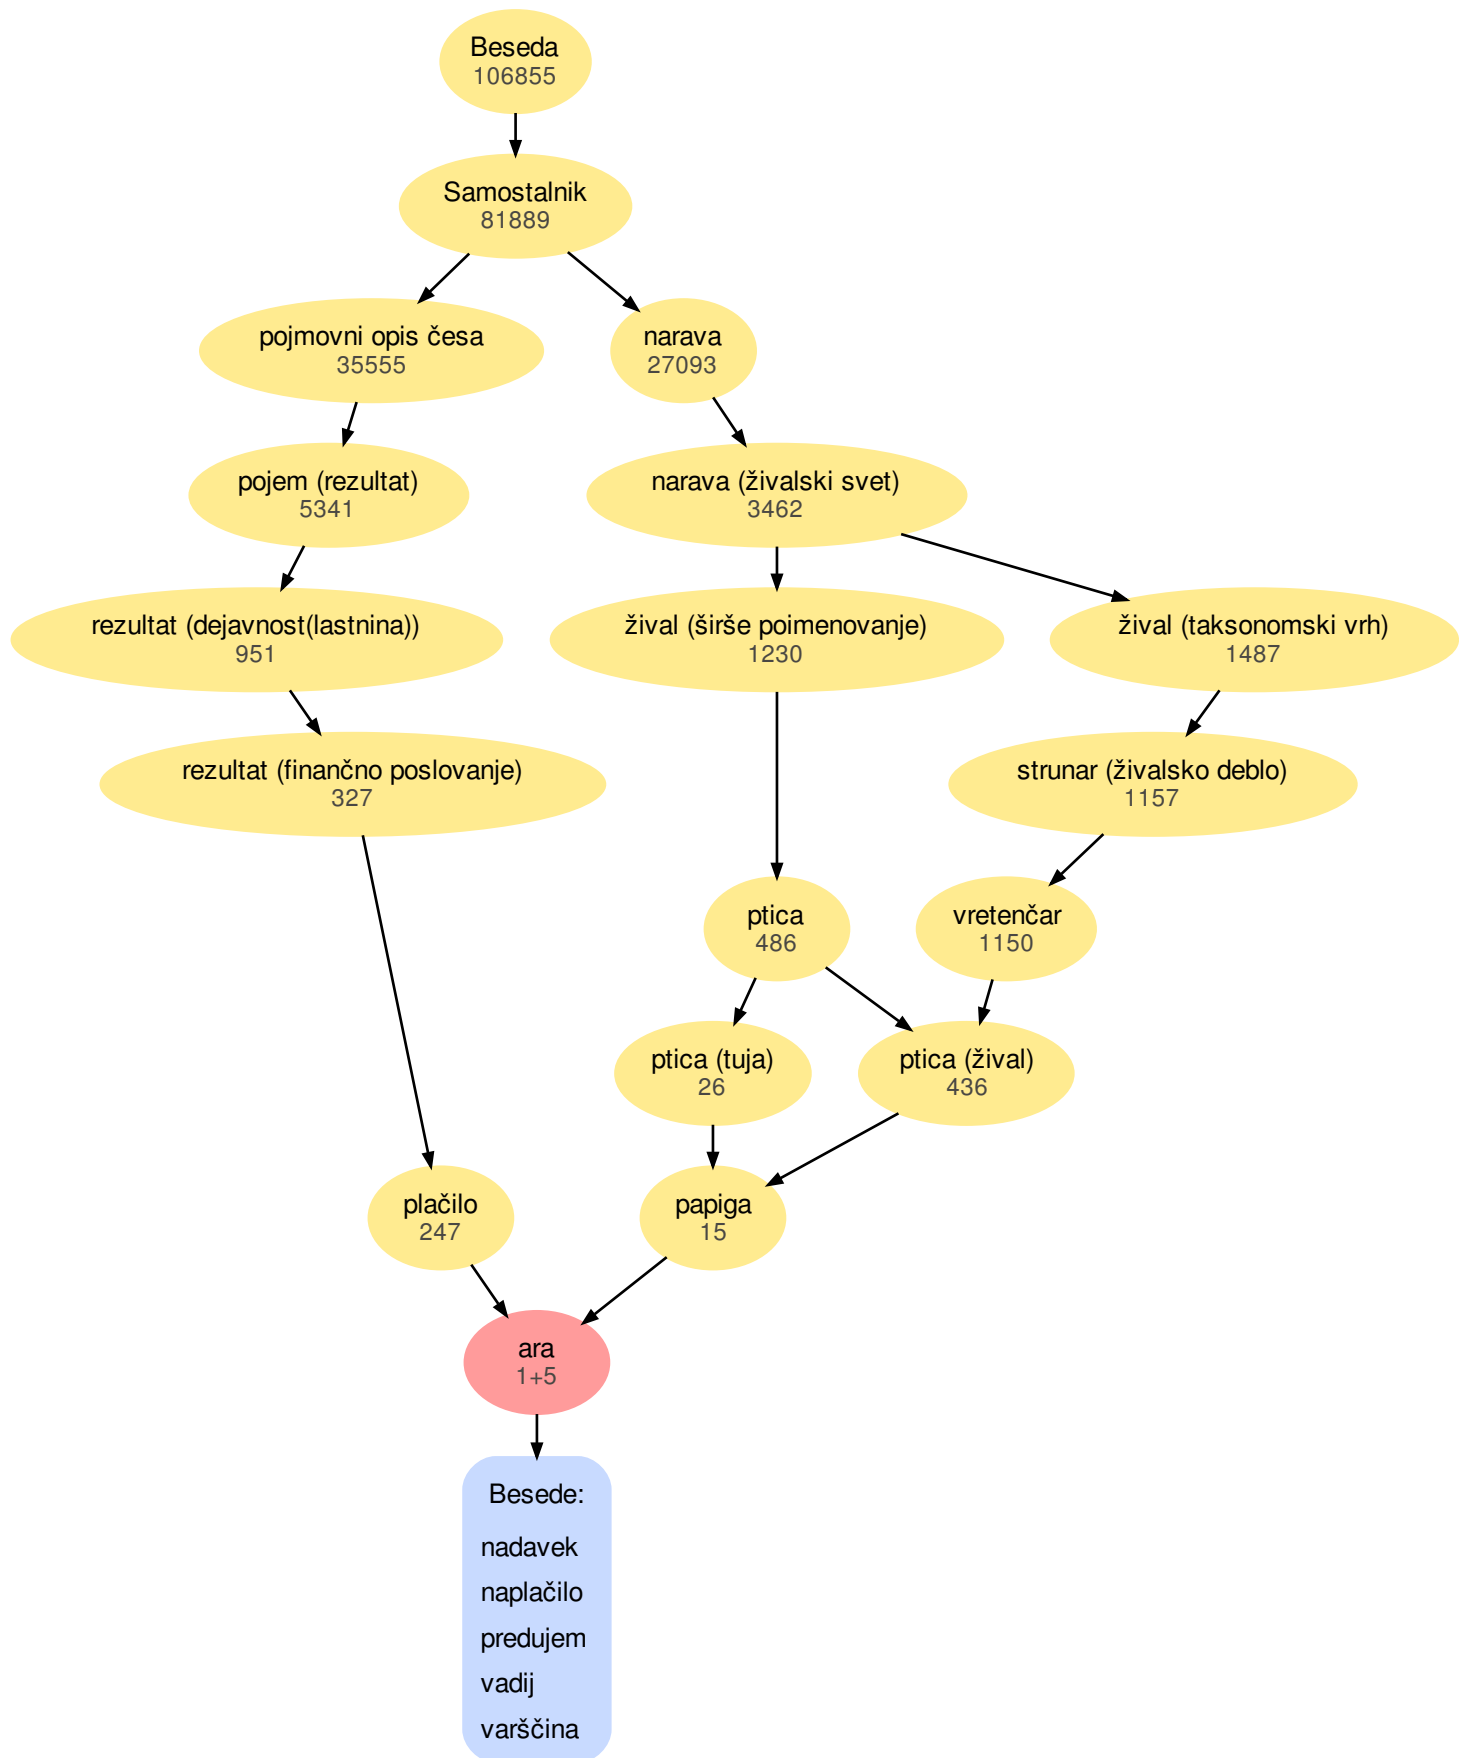 Beseda
106855
Samostalnik
81889
pojmovni opis česa
35555
narava
27093
pojem (rezultat)
5341
narava (živalski svet)
3462
rezultat (dejavnost(lastnina))
951
žival (širše poimenovanje)
1230
žival (taksonomski vrh)
1487
rezultat (finančno poslovanje)
327
strunar (živalsko deblo)
1157
ptica
486
vretenčar
1150
ptica (tuja)
26
ptica (žival)
436
plačilo
247
papiga
15
ara
1+5
Besede:
nadavek
naplačilo
predujem
vadij
varščina